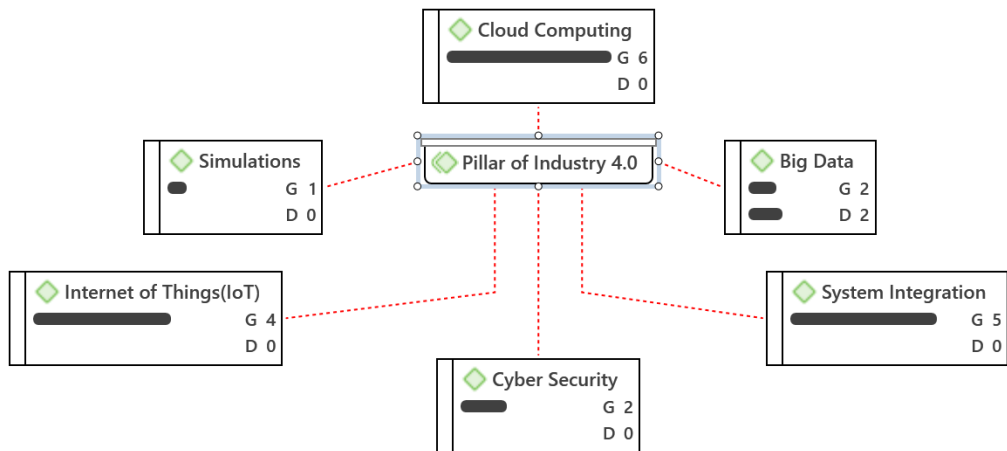 Cloud Computing
G 6
D 0
Simulations
G 1
D 0
Pillar of Industry 4.0
Big Data
G 2
D 2
Internet of Things(IoT)
G 4
D 0
System Integration
G 5
D 0
Cyber Security
G 2
D 0